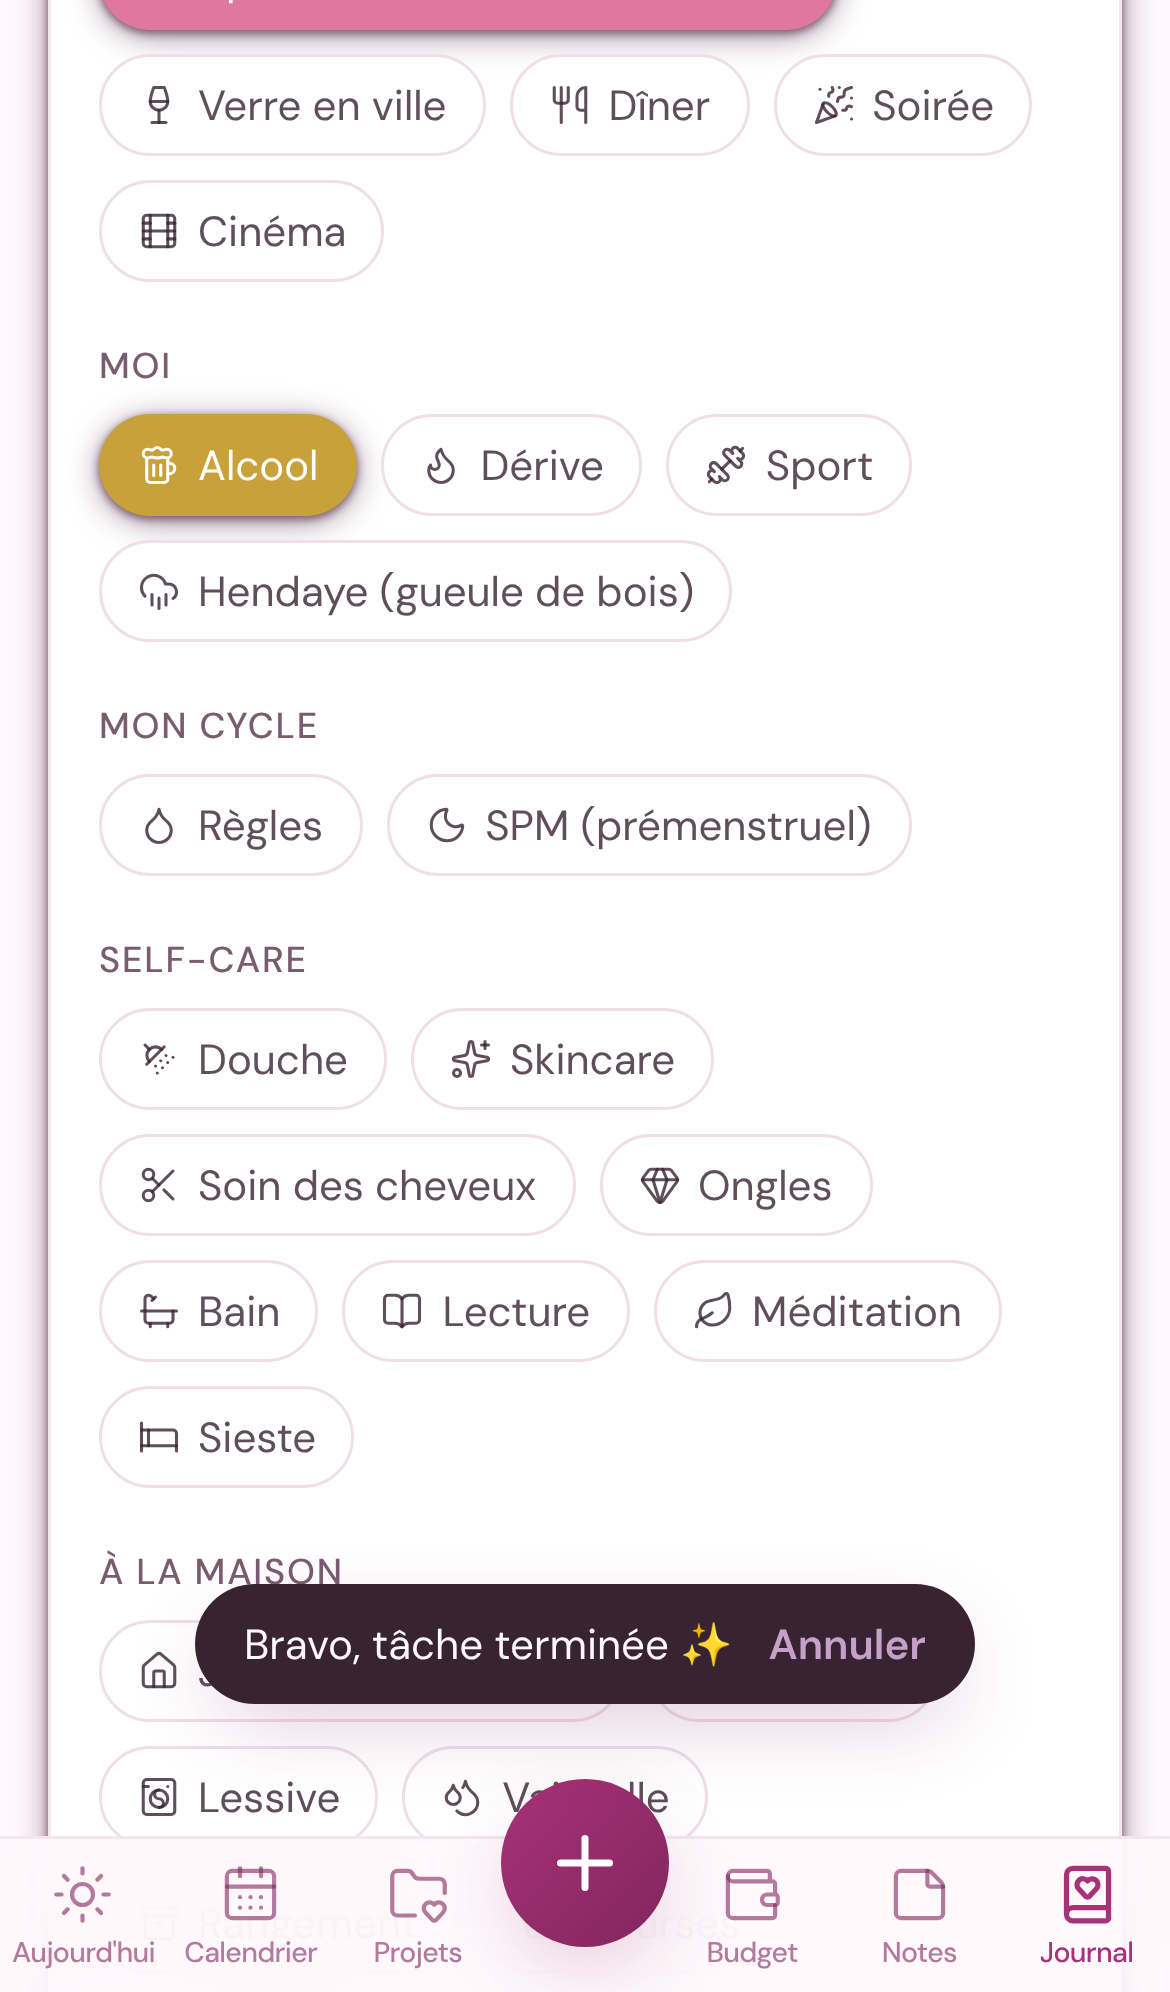 Verre en ville Dîner Soirée
Cinéma
MOI
Alcool Dérive Sport
Hendaye (gueule de bois)
MON CYCLE
Règles SPM (prémenstruel)
SELF-CARE
Douche Skincare
Soin des cheveux Ongles
Bain Lecture Méditation
Sieste
À LA MAISON
Bravo, tâche terminée ✨ Annuler
Lessive
Rangement
Aujourd'hui Calendrier Projets Budget Notes Journal